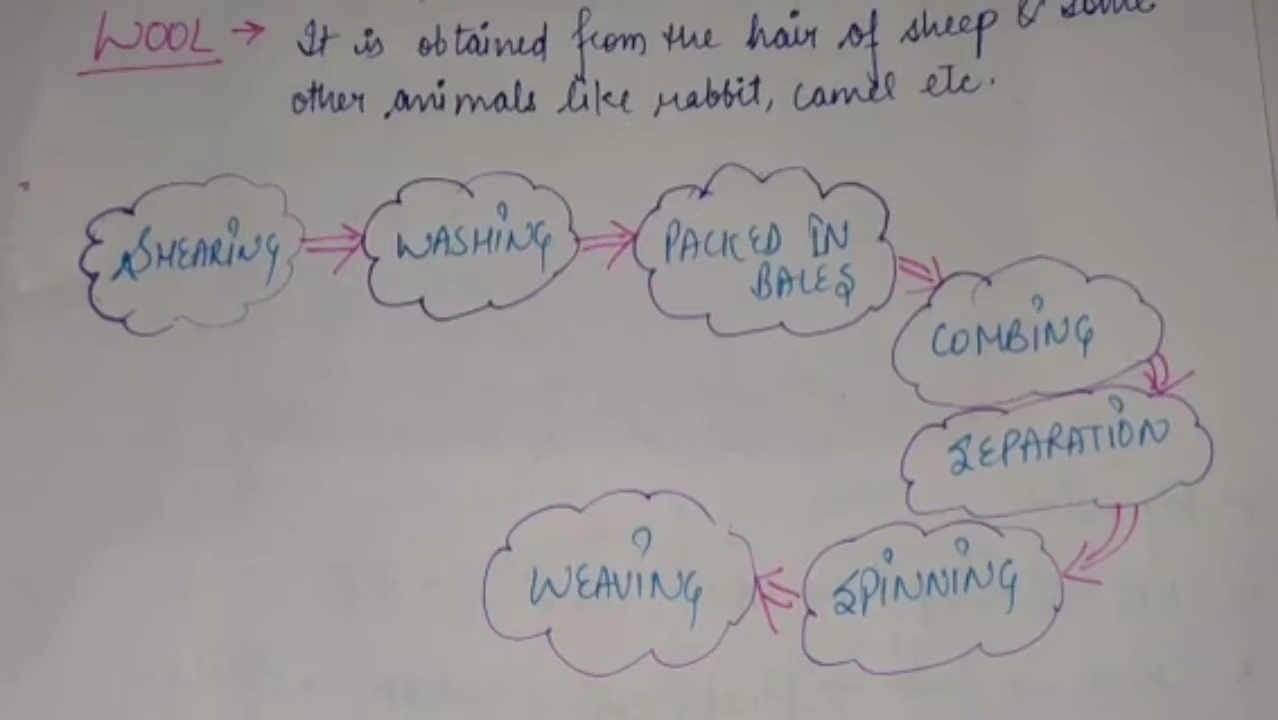 WOOL → It is obtained from the hair of sheep & some
other animals like rabbit, camel etc.
SHEARING
WASHING
PACKED IN
BALES
COMBING
SEPARATION
SPINNING
WEAVING